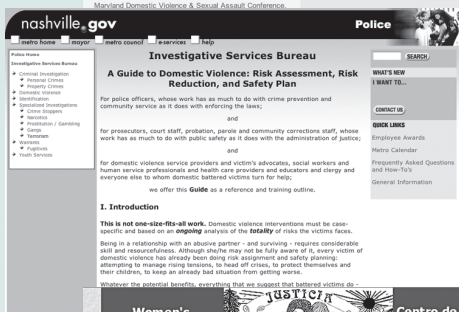 Maryland Domestic Violence & Sexual Assault Conference.
nashville.gov
Police
metro home mayor metro council e-services help
Police Home
Investigative Services Bureau
Criminal Investigation
Personal Crimes
Property Crimes
Domestic Violence
Identification
Specialized Investigations
Crime Stoppers
Narcotics
Prostitution / Gambling
Gangs
Terrorism
Warrants
Fugitives
Youth Services
Investigative Services Bureau
A Guide to Domestic Violence: Risk Assessment, Risk
Reduction, and Safety Plan
For police officers, whose work has as much to do with crime prevention and
community service as it does with enforcing the laws;
and
for prosecutors, court staff, probation, parole and community corrections staff, whose
work has as much to do with public safety as it does with the administration of justice;
and
for domestic violence service providers and victim's advocates, social workers and
human service professionals and health care providers and educators and clergy and
everyone else to whom domestic battered victims turn for help;
we offer this Guide as a reference and training outline.
I. Introduction
This is not one-size-fits-all work. Domestic violence interventions must be case-
specific and based on an ongoing analysis of the totality of risks the victims faces.
Being in a relationship with an abusive partner - and surviving - requires considerable
skill and resourcefulness. Although she/he may not be fully aware of it, every victim of
domestic violence has already been doing risk assignment and safety planning:
attempting to manage rising tensions, to head off crises, to protect themselves and
their children, to keep an already bad situation from getting worse.
Whatever the potential benefits, everything that we suggest that battered victims do -
SEARCH
WHAT'S NEW
I WANT TO...
CONTACT US
QUICK LINKS
Employee Awards
Metro Calendar
Frequently Asked Questions
and How-To's
General Information
Women's
JUSTICIA
Centro de